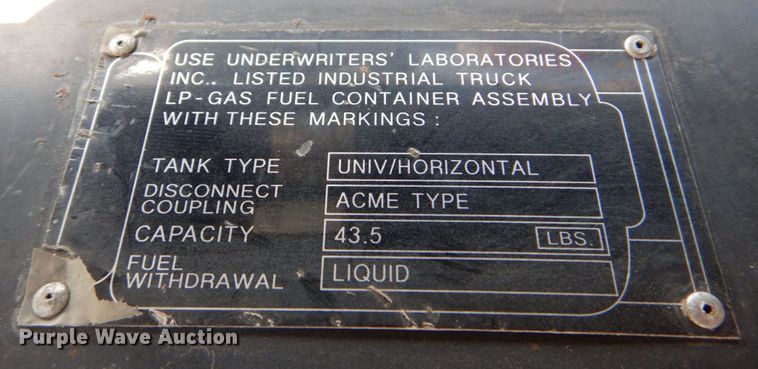 USE UNDERWRITERS' LABORATORIES
INC.. LISTED INDUSTRIAL TRUCK
LP-GAS FUEL CONTAINER ASSEMBLY
WITH THESE MARKINGS :
TANK TYPE UNIV/HORIZONTAL
DISCONNECT
COUPLING ACME TYPE
CAPACITY 43.5 LBS.
FUEL
WITHDRAWAL LIQUID
Purple Wave Auction